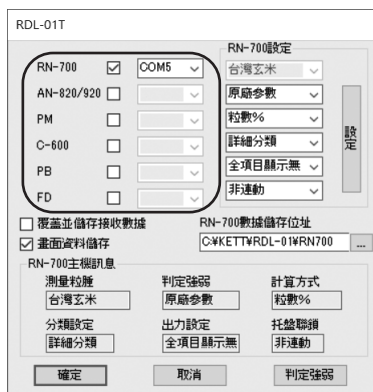 RDL-01T
RN-700 COM5
AN-820/920
PM
C-600
PB
FD
RN-700設定
台灣玄米
原廠参數
粒數%
詳細分類
全項目顯示無
非連動
設定
覆蓋並儲存接收數據
畫面資料儲存
RN-700數據儲存位址
C:¥KETT¥RDL-01¥RN700 ...
RN-700主機訊息
測量粒腫 判定強弱 計算方式
台灣玄米 原廠参數 粒數%
分類設定 出力設定 托盤聯鎖
詳細分類 全項目顯示無 非連動
確定 取消 判定強弱